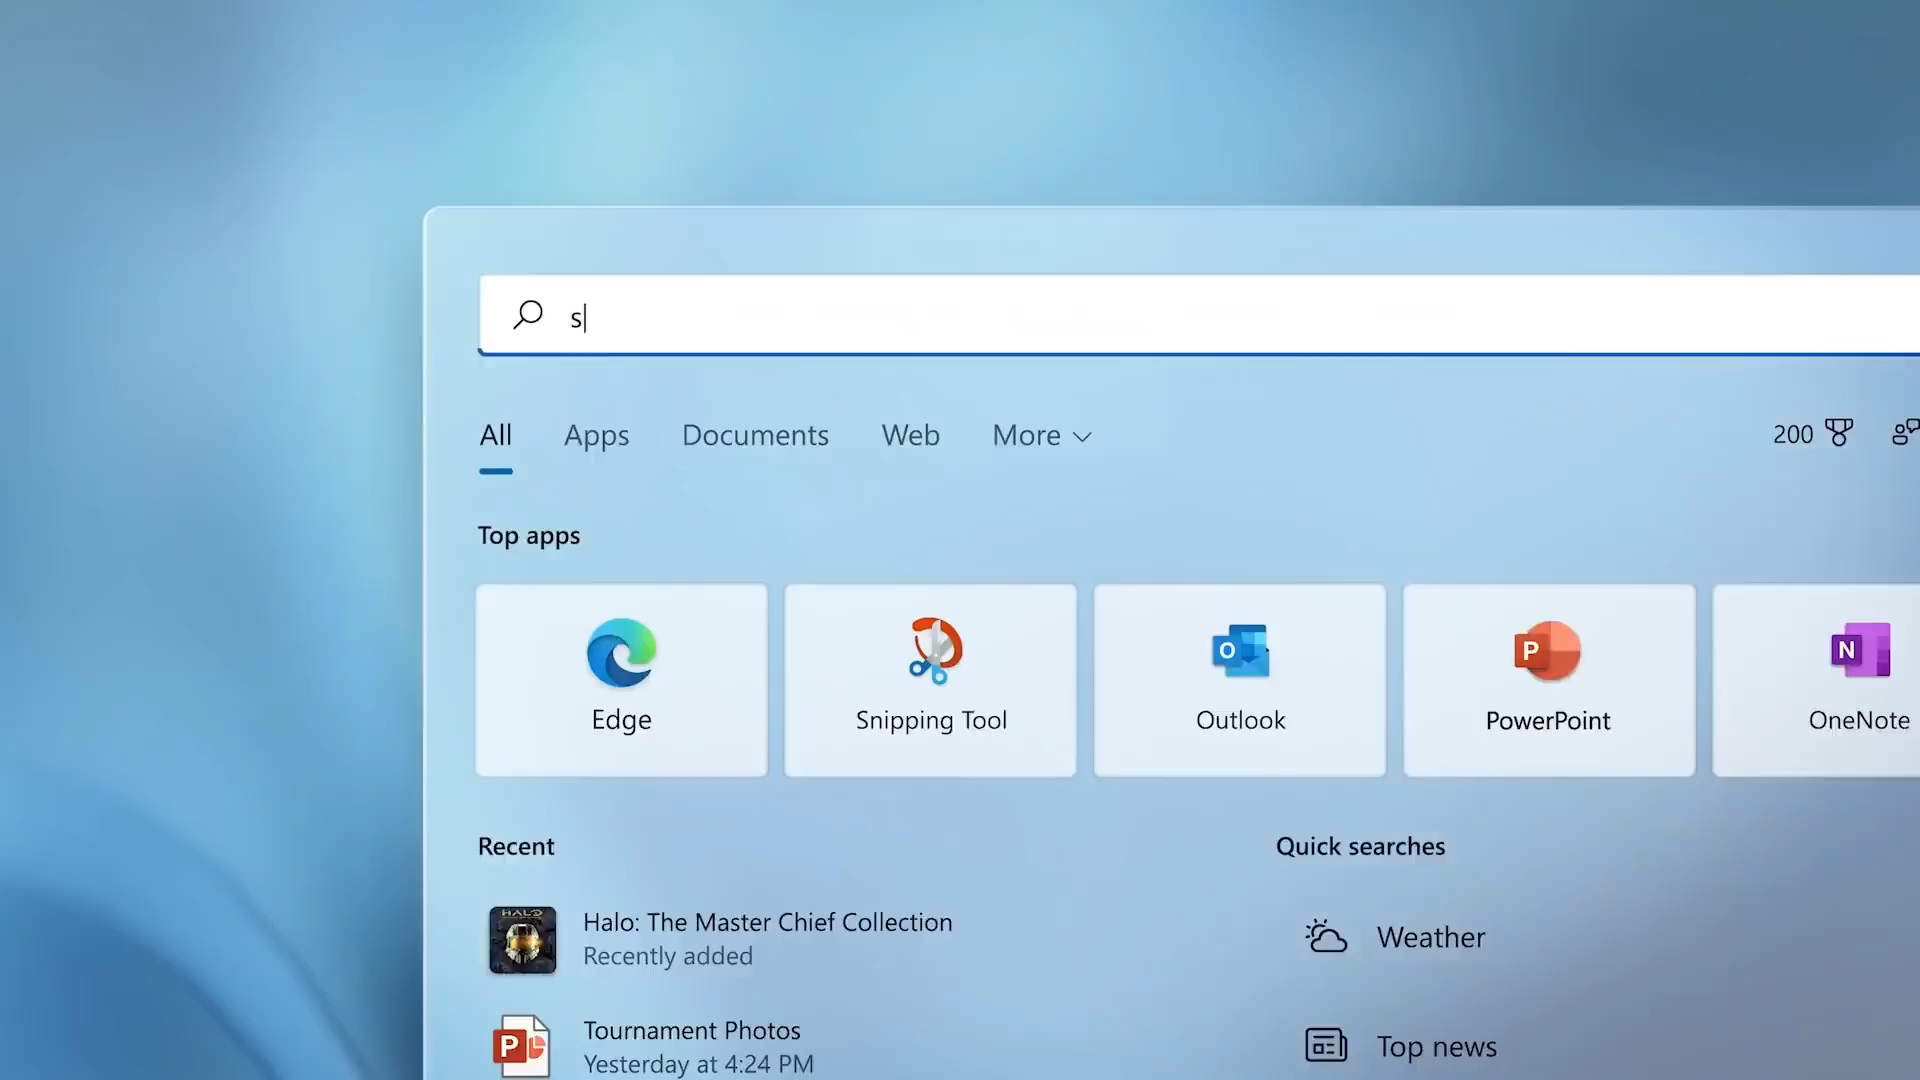 s
All Apps Documents Web More
200
Top apps
Edge Snipping Tool Outlook PowerPoint OneNote
Recent
Quick searches
HALO
Halo: The Master Chief Collection
Recently added
Weather
Tournament Photos
Yesterday at 4:24 PM
Top news